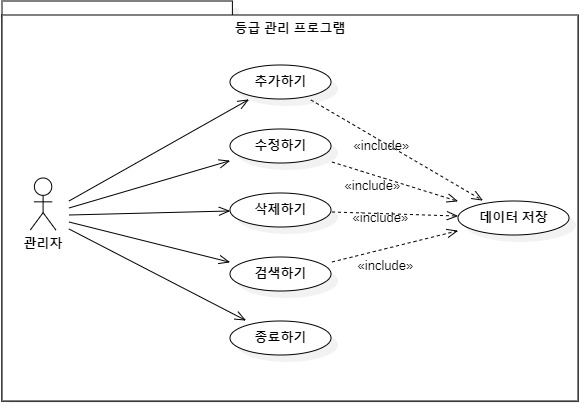 등급 관리 프로그램
추가하기
수정하기
«include»
«include»
삭제하기
«include»
데이터 저장
관리자
검색하기
«include»
종료하기